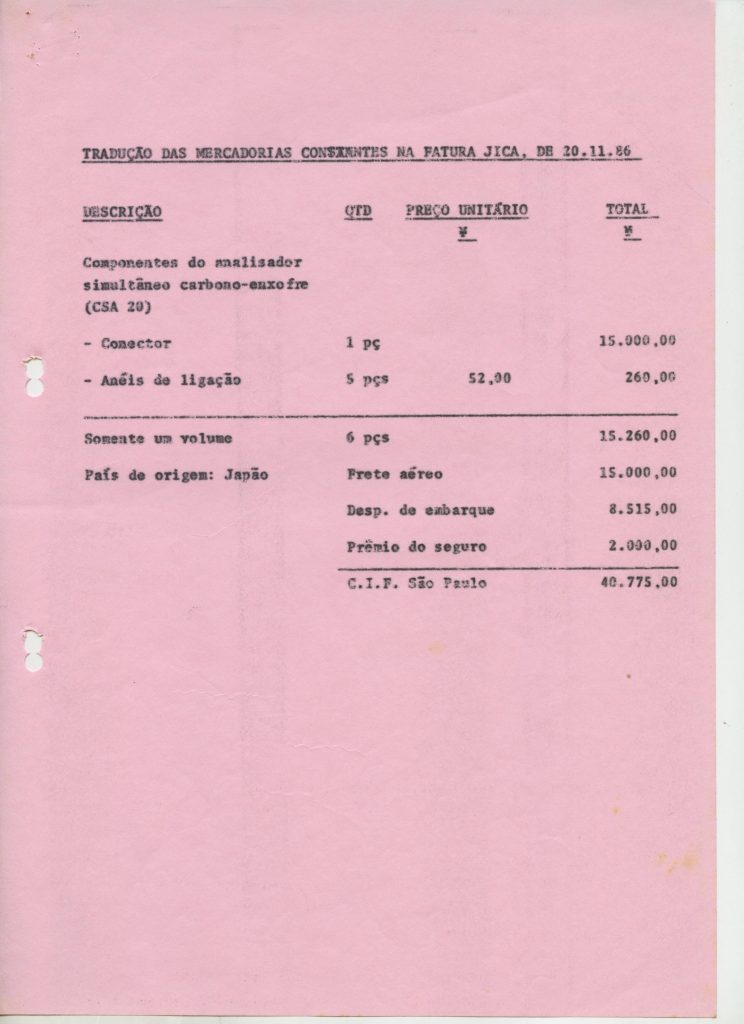 TRADUÇÃO DAS MERCADORIAS CONSTANTES NA FATURA JICA, DE 20.11.86
DESCRIÇÃO QTD PREÇO UNITÁRIO TOTAL
¥ ¥
Componentes do analisador
simultâneo carbono-enxofre
(CSA 20)
- Conector 1 pç 15.000,00
- Anéis de ligação 5 pçs 52,00 260,00
Somente um volume 6 pçs 15.260,00
País de origem: Japão Frete aéreo 15.000,00
Desp. de embarque 8.515,00
Prêmio do seguro 2.000,00
C.I.F. São Paulo 40.775,00